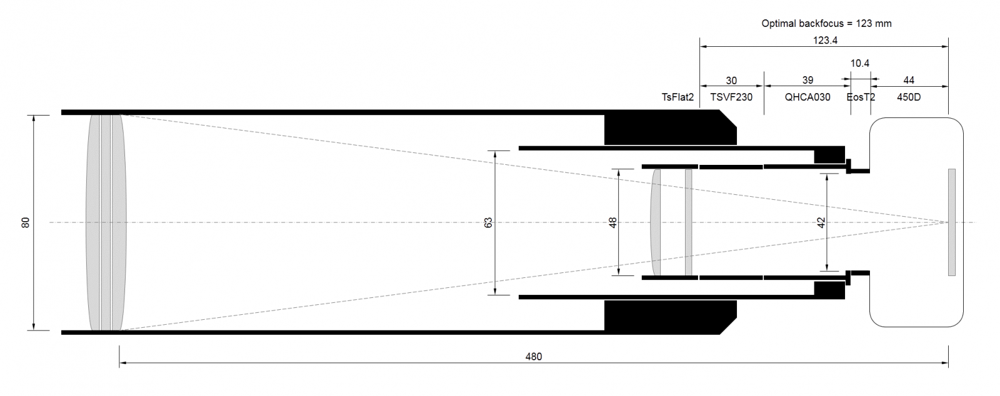 Optimal backfocus = 123 mm
123.4
10.4
30
39
44
TsFlat2
TSVF230
QHCA030
EosT2
450D
80
63
48
42
480